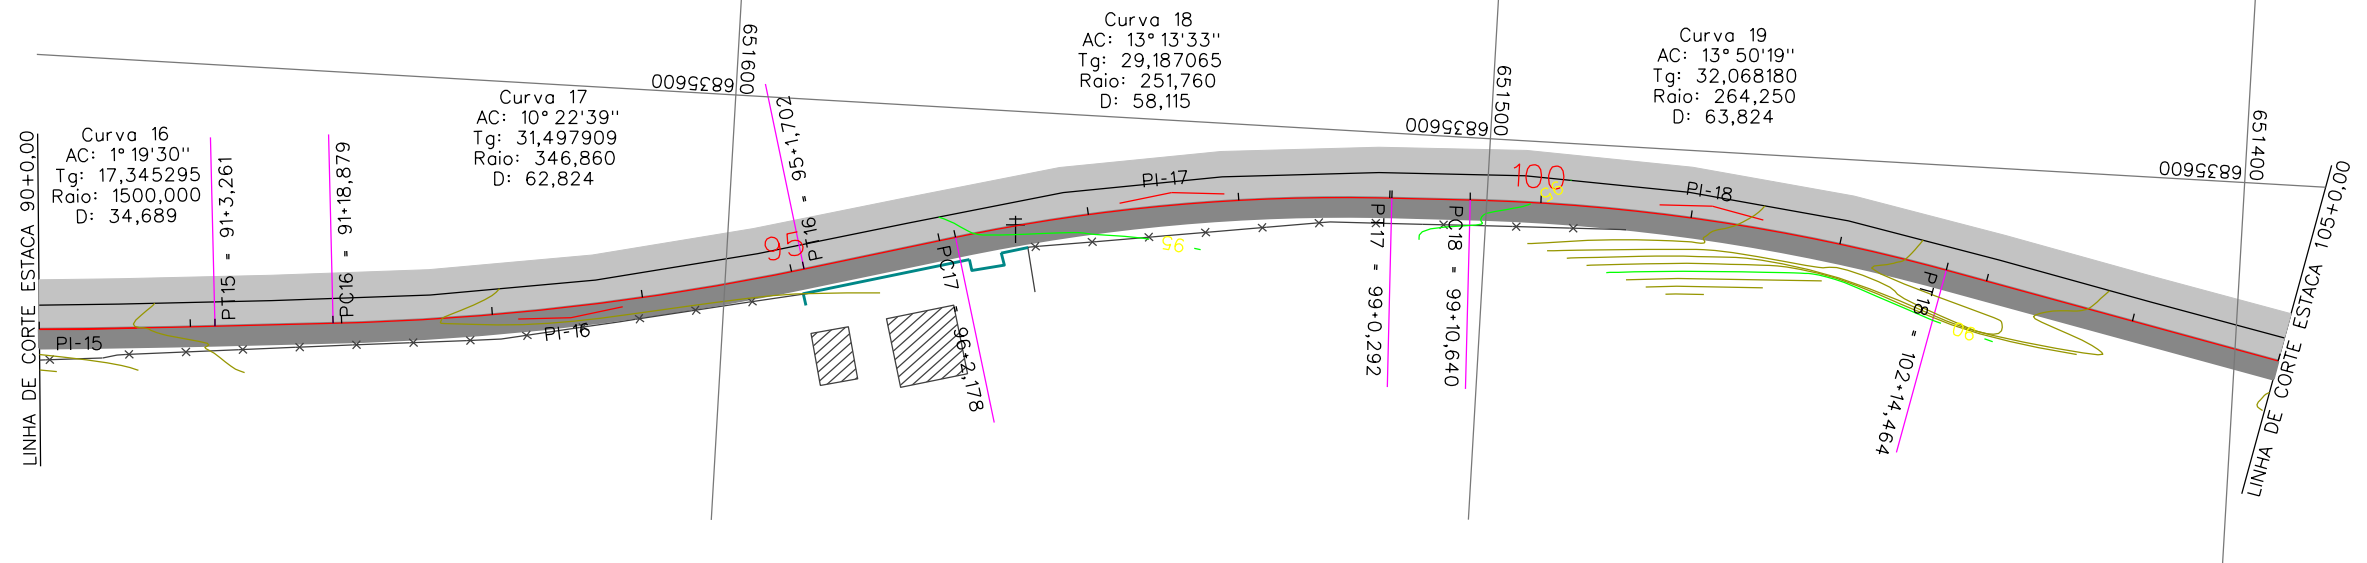 LINHA DE CORTE ESTACA 90+0,00
Curva 16
AC: 1°19'30"
Tg: 17,345295
Raio: 1500,000
D: 34,689
PI-15
PT15 = 91+3,261
PC16 = 91+18,879
Curva 17
AC: 10°22'39"
Tg: 31,497909
Raio: 346,860
D: 62,824
PI-16
6835600
651600
95
PT16 = 95+1,702
PC17 = 96+2,178
Curva 18
AC: 13°13'33"
Tg: 29,187065
Raio: 251,760
D: 58,115
PI-17
95
PT17 = 99+0,292
PC18 = 99+10,640
6835600
651500
100
95
Curva 19
AC: 13°50'19"
Tg: 32,068180
Raio: 264,250
D: 63,824
PI-18
PT18 = 102+14,464
90
6835600
651400
LINHA DE CORTE ESTACA 105+0,00